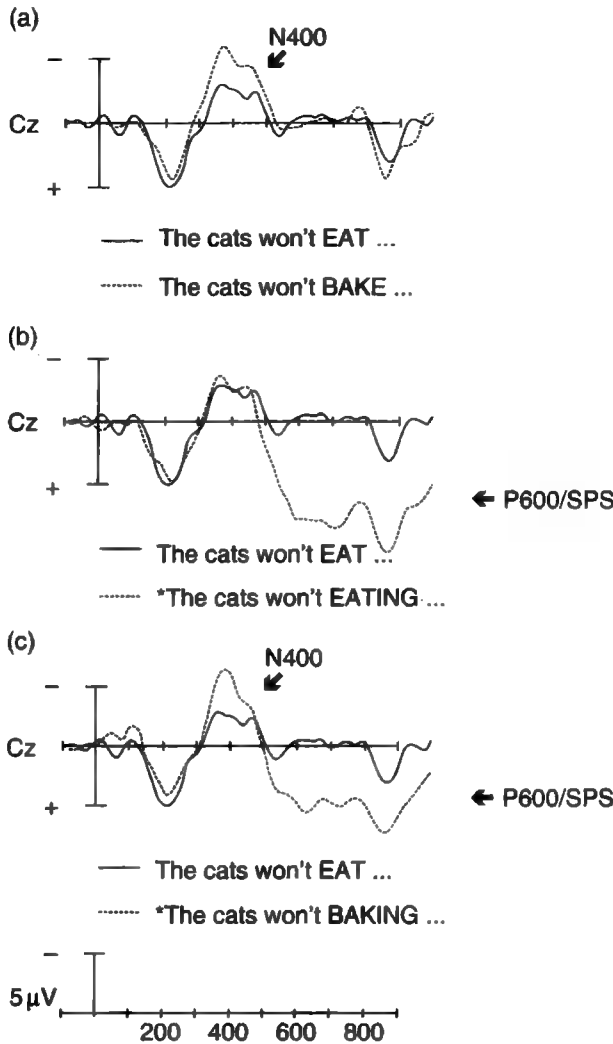 (a)
N400
−
Cz
+
The cats won't EAT ...
The cats won't BAKE ...
(b)
−
Cz
+
P600/SPS
The cats won't EAT ...
*The cats won't EATING ...
(c)
N400
−
Cz
+
P600/SPS
The cats won't EAT ...
*The cats won't BAKING ...
−
5 μV
200 400 600 800